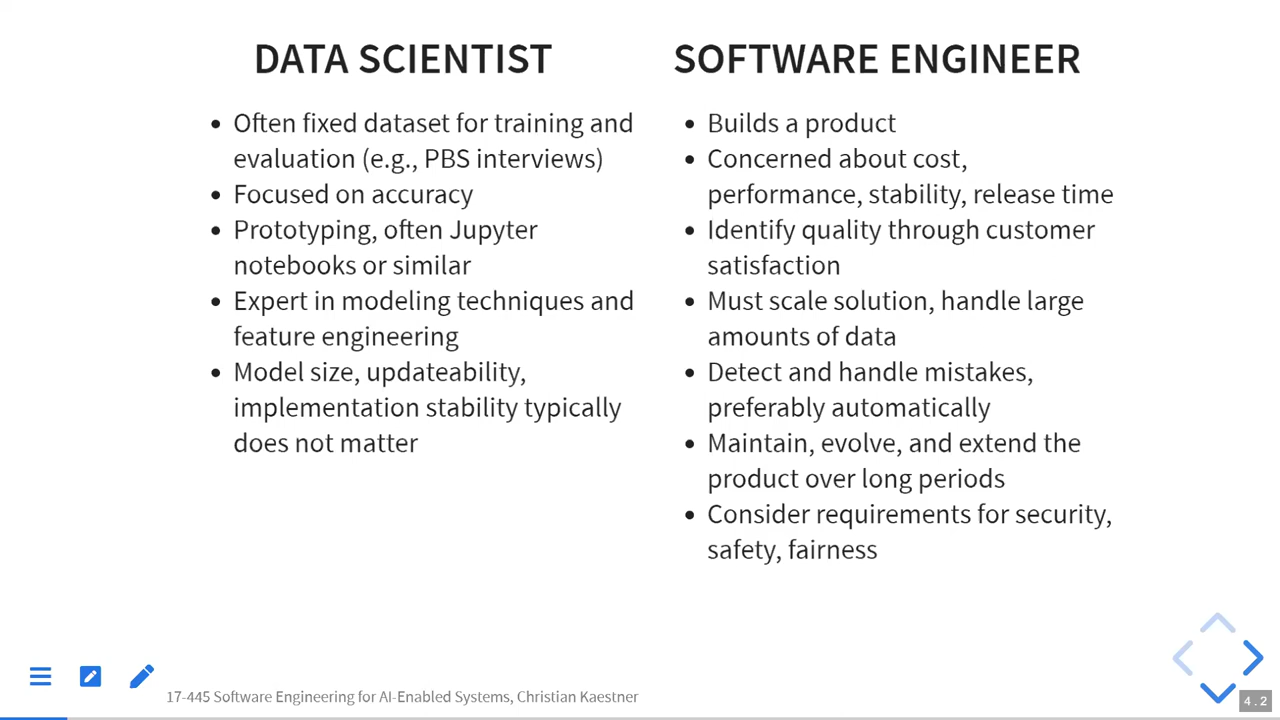 DATA SCIENTIST
• Often fixed dataset for training and
evaluation (e.g., PBS interviews)
• Focused on accuracy
• Prototyping, often Jupyter
notebooks or similar
• Expert in modeling techniques and
feature engineering
• Model size, updateability,
implementation stability typically
does not matter
SOFTWARE ENGINEER
• Builds a product
• Concerned about cost,
performance, stability, release time
• Identify quality through customer
satisfaction
• Must scale solution, handle large
amounts of data
• Detect and handle mistakes,
preferably automatically
• Maintain, evolve, and extend the
product over long periods
• Consider requirements for security,
safety, fairness
17-445 Software Engineering for AI-Enabled Systems, Christian Kaestner
4.2